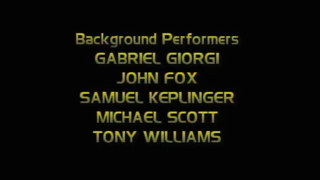 Background Performers
GABRIEL GIORGI
JOHN FOX
SAMUEL KEPLINGER
MICHAEL SCOTT
TONY WILLIAMS